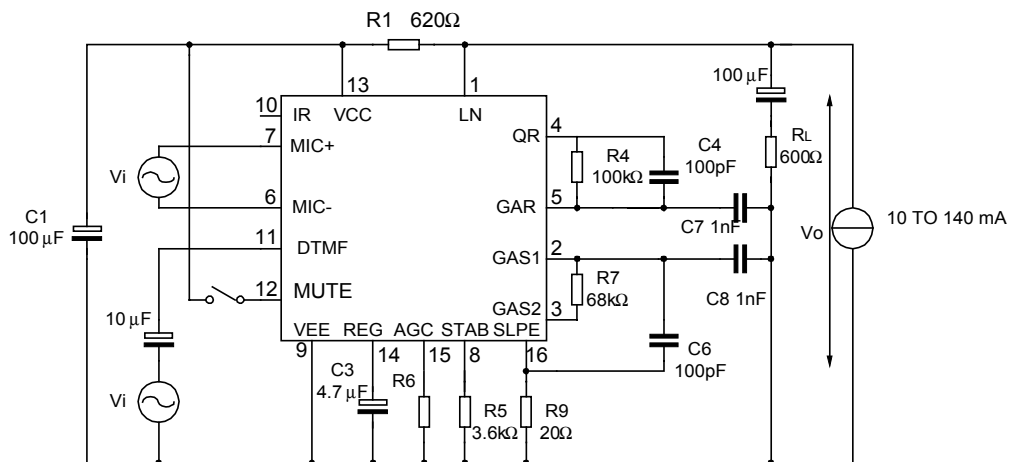 R1 620Ω
13
1
100 µF
10
IR
VCC
LN
7
MIC+
QR
4
R4
100kΩ
C4
100pF
RL
600Ω
Vi
6
MIC-
GAR
5
C1
100 µF
C7 1nF
Vo
10 TO 140 mA
11
DTMF
GAS1
2
R7
68kΩ
C8 1nF
12
MUTE
GAS2
3
10 µF
VEE REG AGC STAB SLPE
9
14
15
8
16
C6
100pF
C3
4.7 µF
R6
Vi
R5
3.6kΩ
R9
20Ω